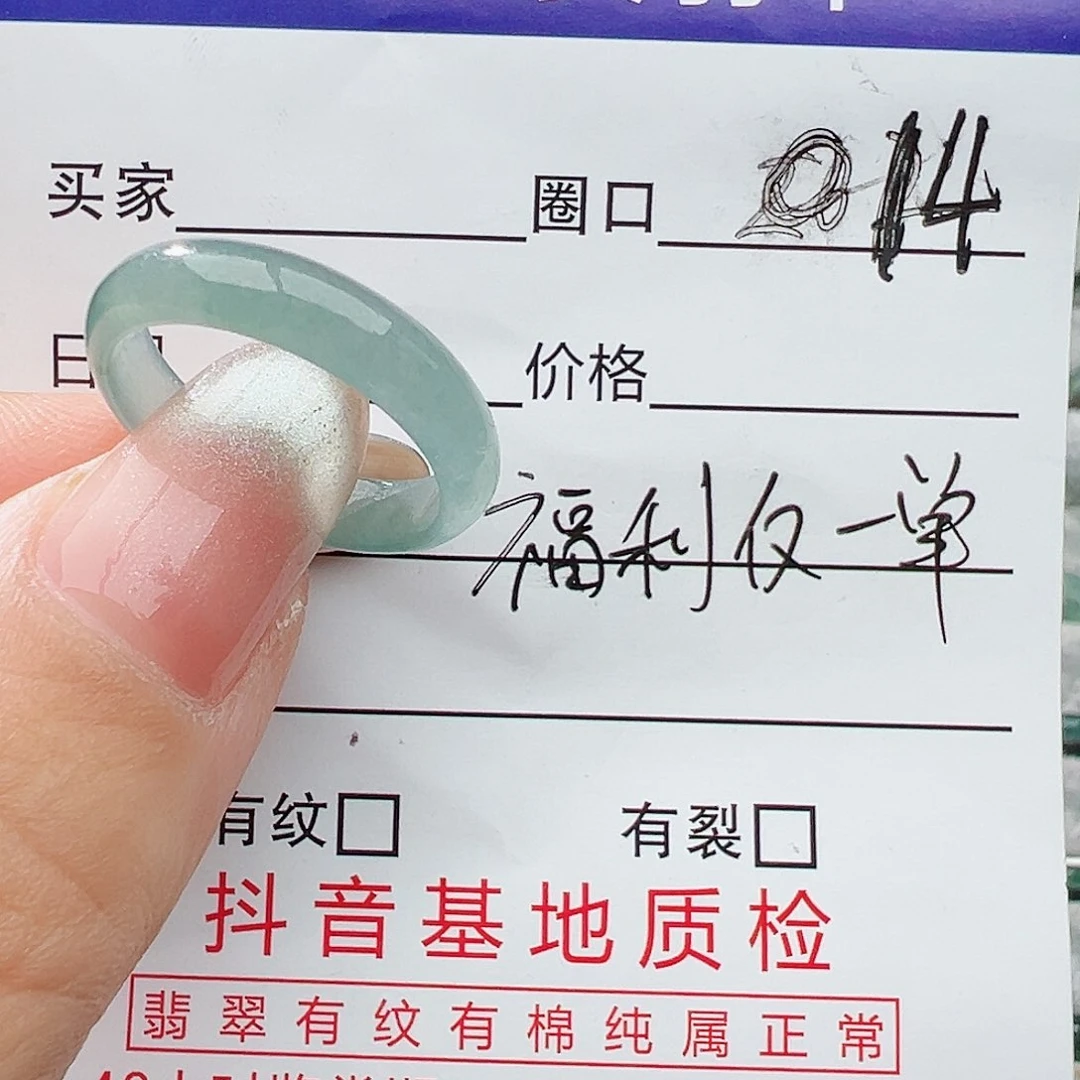 买家 圈口 14
价格
福利仅一单
有纹 有裂
抖音基地质检
翡翠有纹有棉纯属正常